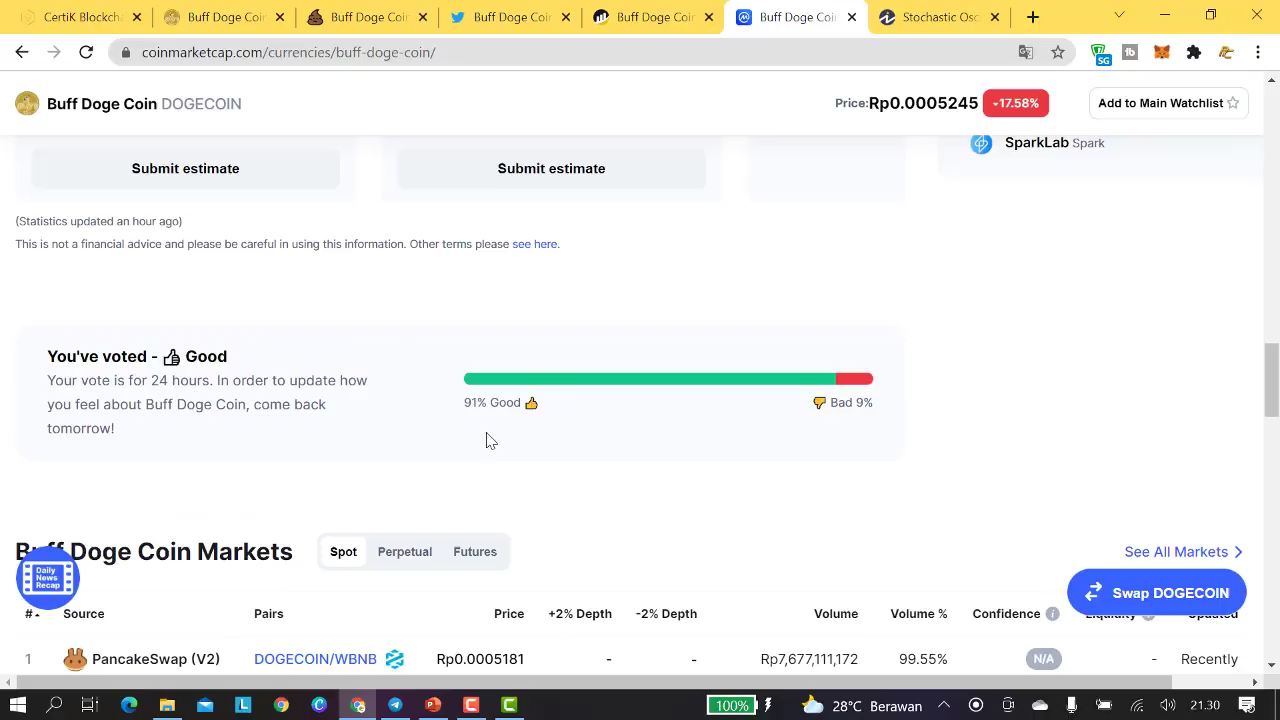 CertiK Blockcha
Buff Doge Coin
Buff Doge Coi
Buff Doge Coi
Buff Doge Coi
Buff Doge Coi
Stochastic Osc
coinmarketcap.com/currencies/buff-doge-coin/
SG
Buff Doge Coin DOGECOIN
Price:Rp0.0005245 -17.58%
Add to Main Watchlist
SparkLab Spark
Submit estimate
Submit estimate
(Statistics updated an hour ago)
This is not a financial advice and please be careful in using this information. Other terms please see here.
You've voted - Good
Your vote is for 24 hours. In order to update how
you feel about Buff Doge Coin, come back
tomorrow!
91% Good
Bad 9%
Buff Doge Coin Markets
Spot Perpetual Futures
See All Markets
Daily
News
Recap
Swap DOGECOIN
# Source Pairs Price +2% Depth -2% Depth Volume Volume % Confidence Liquidity Updated
1 PancakeSwap (V2) DOGECOIN/WBNB Rp0.0005181 - - Rp7,677,111,172 99.55% N/A - Recently
100% 28°C Berawan 21.30